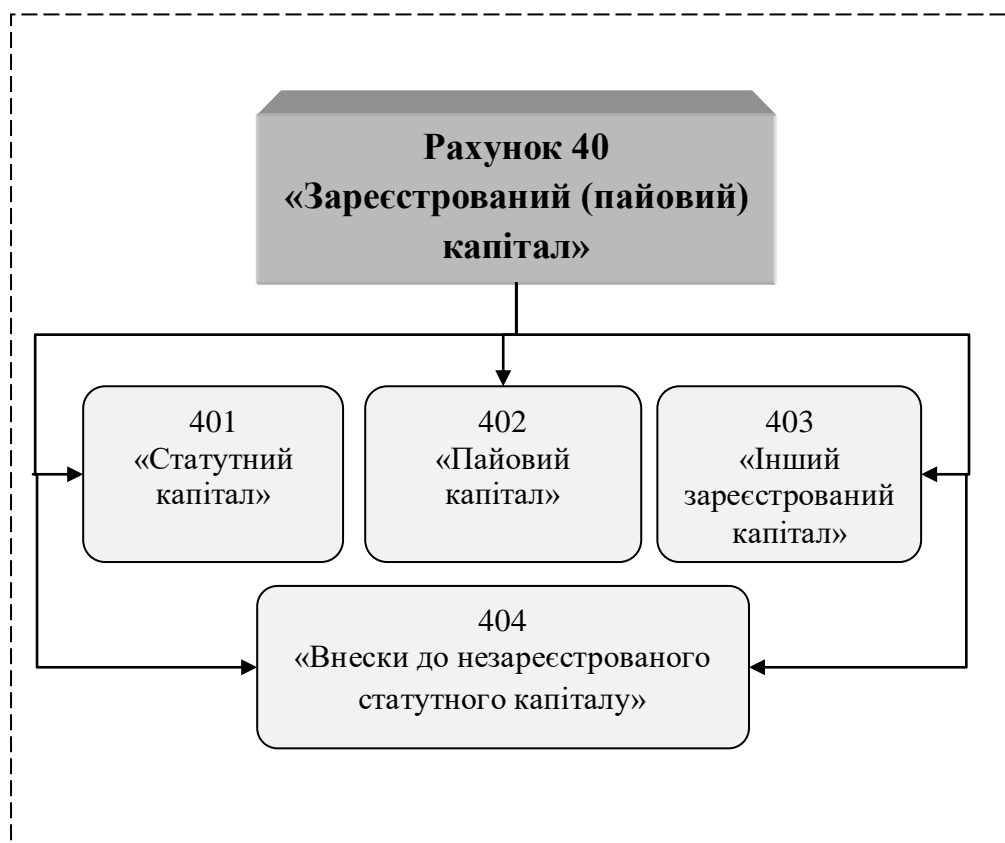 Рахунок 40
«Зареєстрований (пайовий)
капітал»
401
«Статутний
капітал»
402
«Пайовий
капітал»
403
«Інший
зареєстрований
капітал»
404
«Внески до незареєстрованого
статутного капіталу»